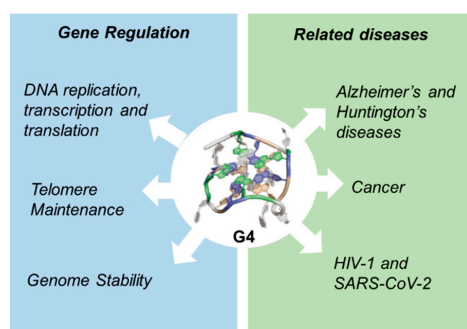 Gene Regulation
DNA replication,
transcription and
translation
Telomere
Maintenance
Genome Stability
G4
Related diseases
Alzheimer's and
Huntington's
diseases
Cancer
HIV-1 and
SARS-CoV-2